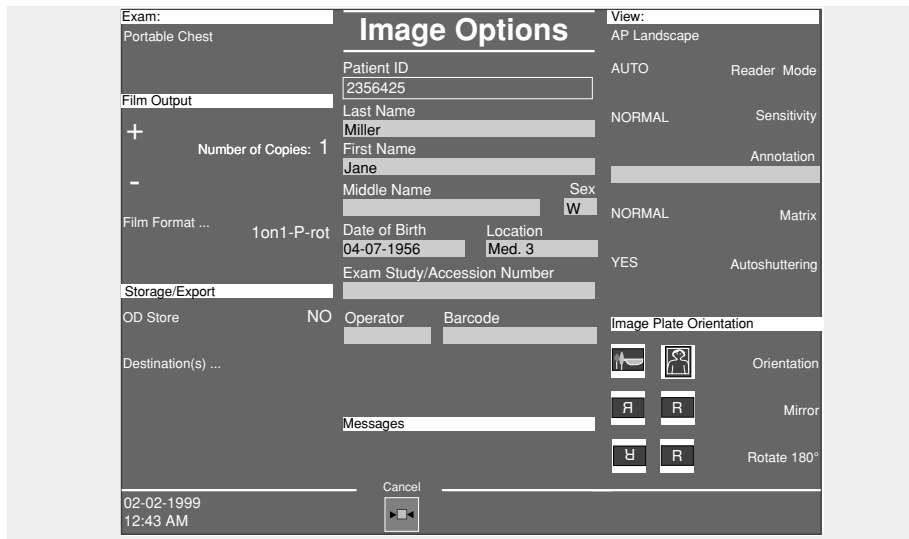 Exam:
Portable Chest
Film Output
+
Number of Copies: 1
-
Film Format ...
1on1-P-rot
Storage/Export
OD Store NO
Destination(s) ...
Image Options
Patient ID
2356425
Last Name
Miller
First Name
Jane
Middle Name Sex
W
Date of Birth Location
04-07-1956 Med. 3
Exam Study/Accession Number
Operator Barcode
Messages
View:
AP Landscape
AUTO Reader Mode
NORMAL Sensitivity
Annotation
NORMAL Matrix
YES Autoshuttering
Image Plate Orientation
Orientation
R R Mirror
R R Rotate 180°
Cancel
02-02-1999
12:43 AM